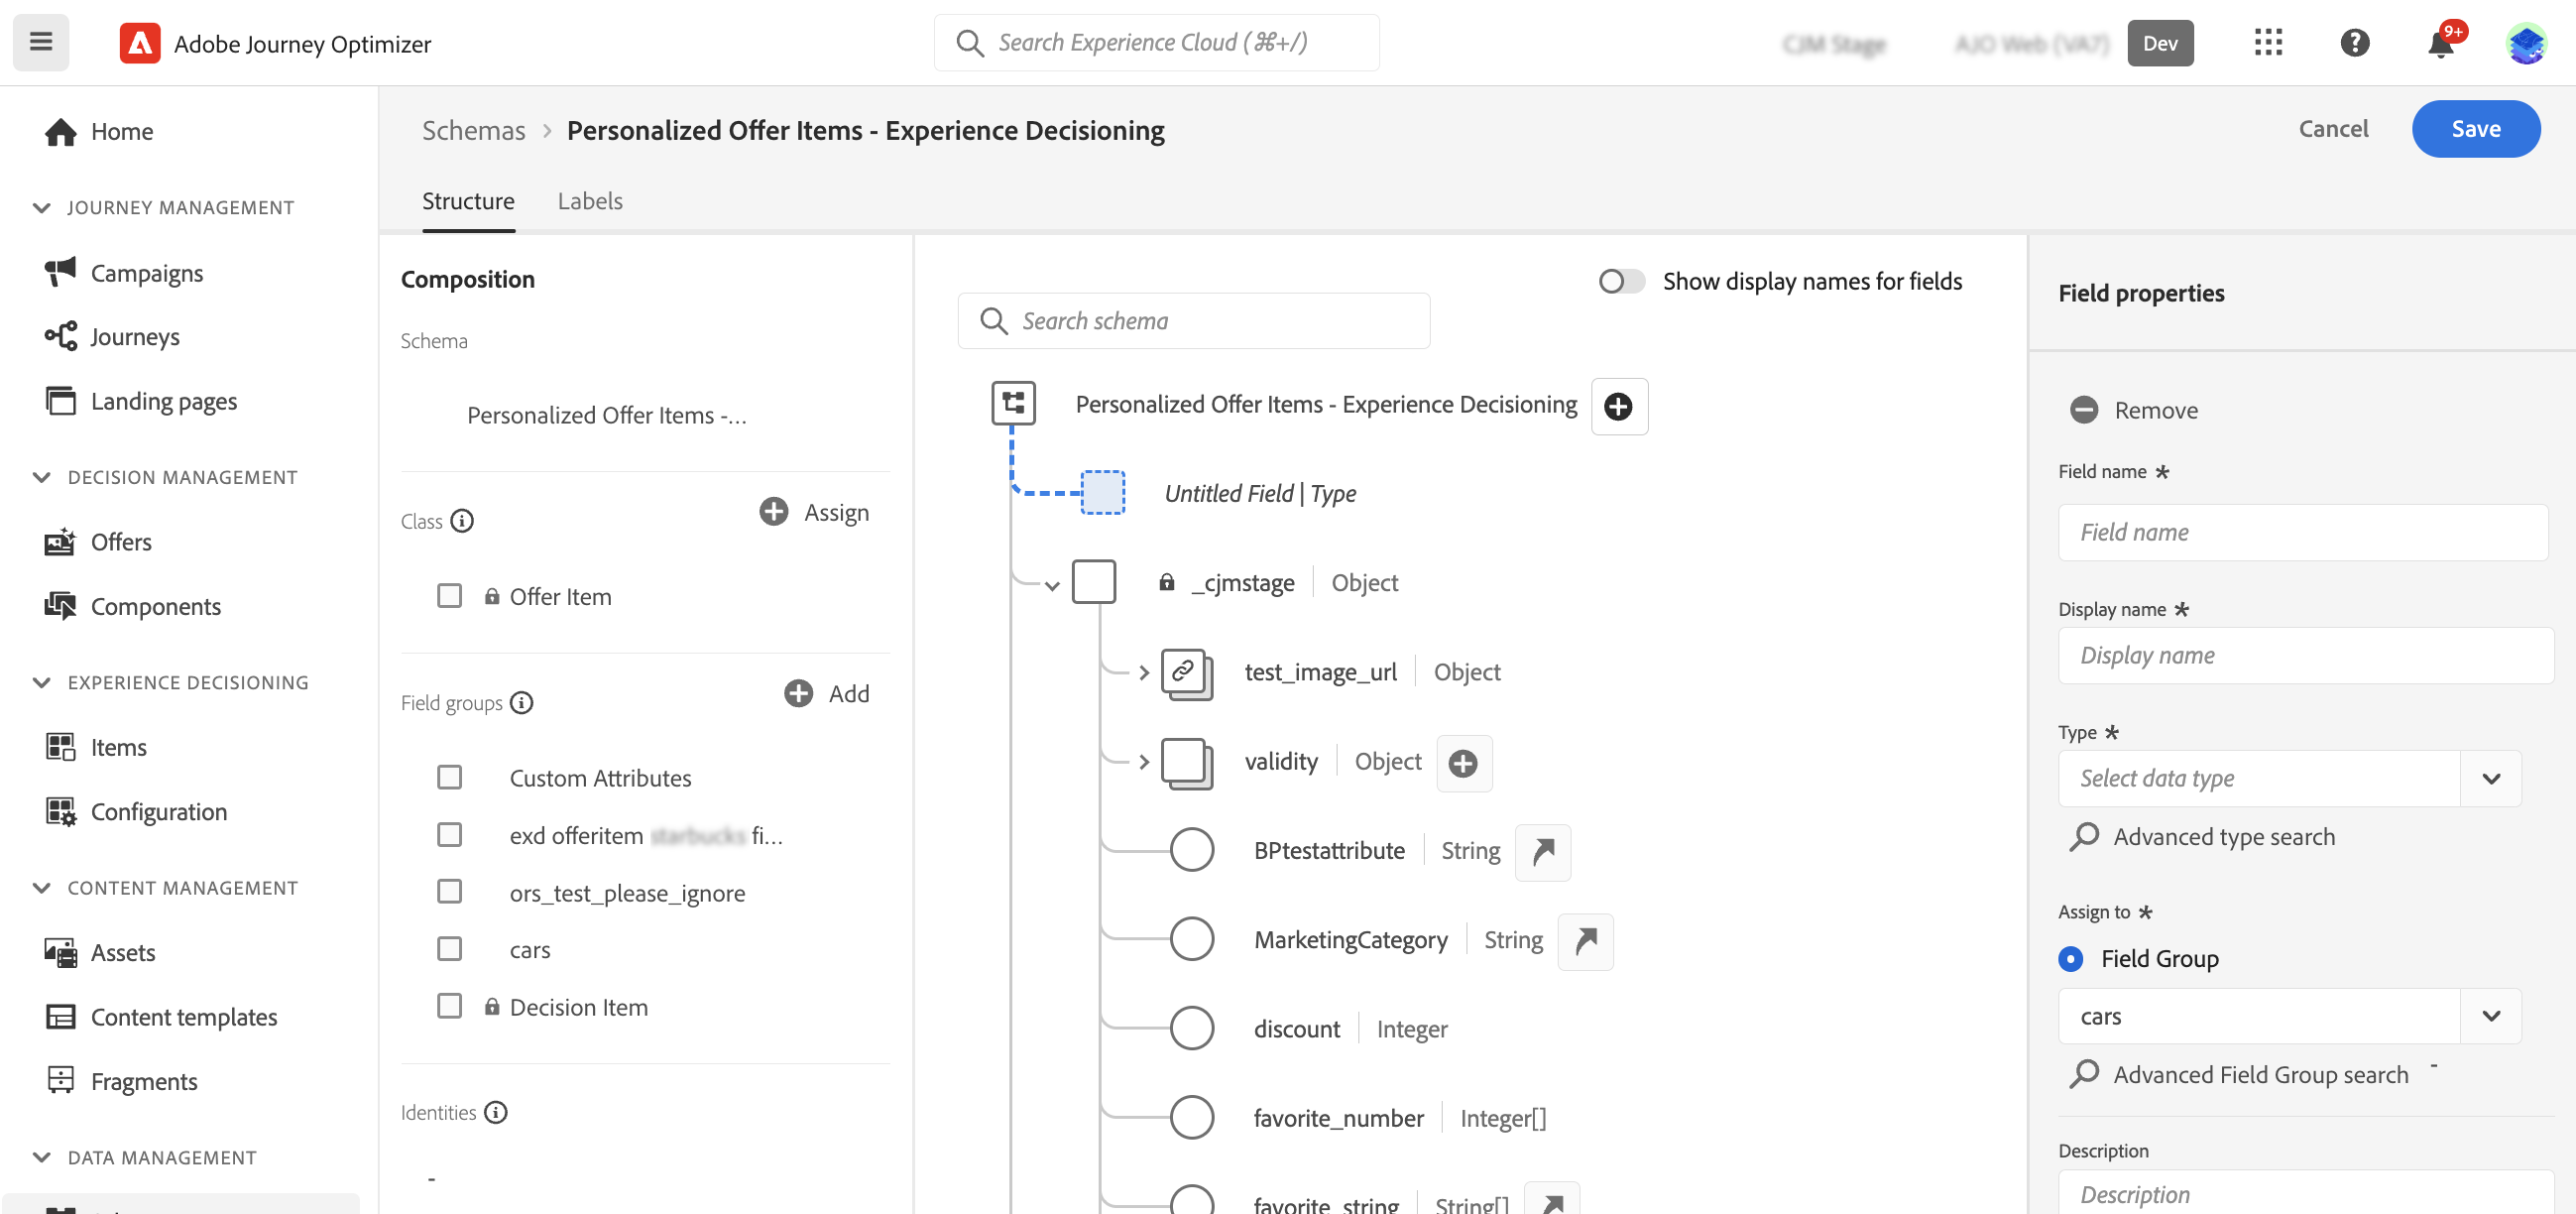 Adobe Journey Optimizer
Search Experience Cloud (⌘+/)
CJM Stage
AJO Web (VA7)
Dev
9+
Home
JOURNEY MANAGEMENT
Campaigns
Journeys
Landing pages
DECISION MANAGEMENT
Offers
Components
EXPERIENCE DECISIONING
Items
Configuration
CONTENT MANAGEMENT
Assets
Content templates
Fragments
DATA MANAGEMENT
Schemas > Personalized Offer Items - Experience Decisioning
Cancel
Save
Structure
Labels
Composition
Schema
Personalized Offer Items -...
Class
Assign
Offer Item
Field groups
Add
Custom Attributes
exd offeritem starbucks fi...
ors_test_please_ignore
cars
Decision Item
Identities
-
Show display names for fields
Search schema
Personalized Offer Items - Experience Decisioning
Untitled Field | Type
_cjmstage | Object
test_image_url | Object
validity | Object
BPtestattribute | String
MarketingCategory | String
discount | Integer
favorite_number | Integer[]
favorite_string | String[]
Field properties
Remove
Field name *
Field name
Display name *
Display name
Type *
Select data type
Advanced type search
Assign to *
Field Group
cars
Advanced Field Group search -
Description
Description